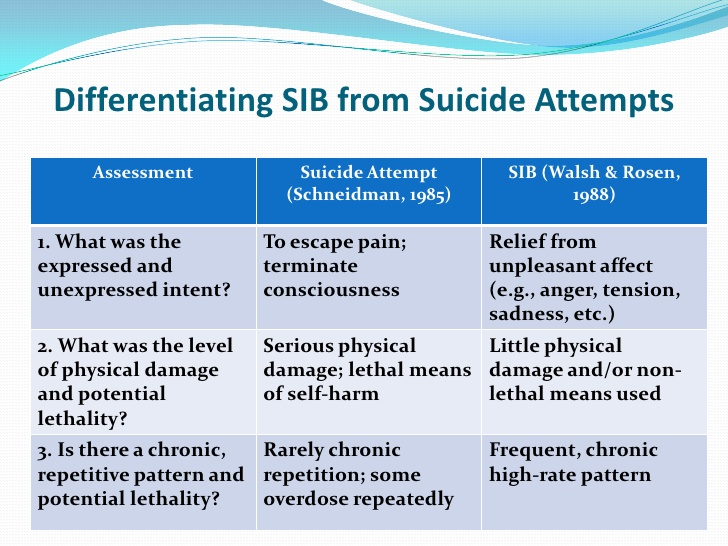 Differentiating SIB from Suicide Attempts
Assessment
Suicide Attempt
(Schneidman, 1985)
SIB (Walsh & Rosen,
1988)
1. What was the
expressed and
unexpressed intent?
To escape pain;
terminate
consciousness
Relief from
unpleasant affect
(e.g., anger, tension,
sadness, etc.)
2. What was the level
of physical damage
and potential
lethality?
Serious physical
damage; lethal means
of self-harm
Little physical
damage and/or non-
lethal means used
3. Is there a chronic,
repetitive pattern and
potential lethality?
Rarely chronic
repetition; some
overdose repeatedly
Frequent, chronic
high-rate pattern